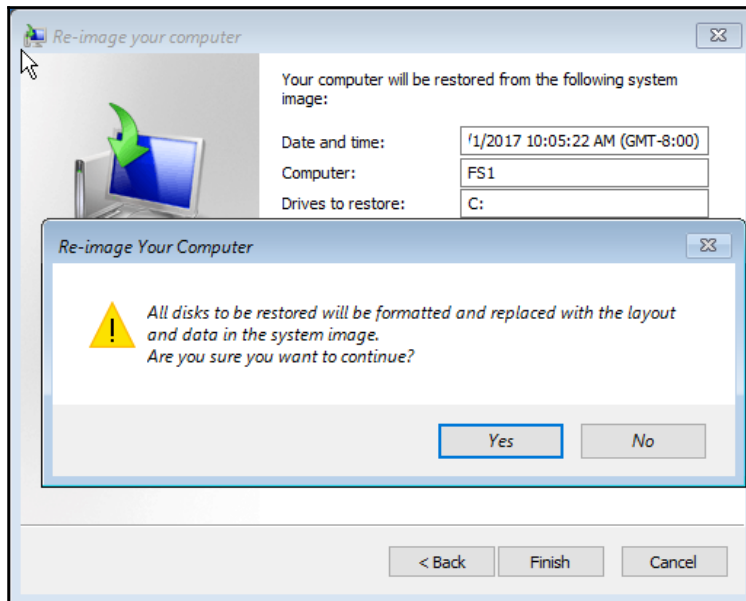 Re-image your computer
Your computer will be restored from the following system
image:
Date and time: /1/2017 10:05:22 AM (GMT-8:00)
Computer: FS1
Drives to restore: C:
Re-image Your Computer
All disks to be restored will be formatted and replaced with the layout
and data in the system image.
Are you sure you want to continue?
Yes No
< Back Finish Cancel